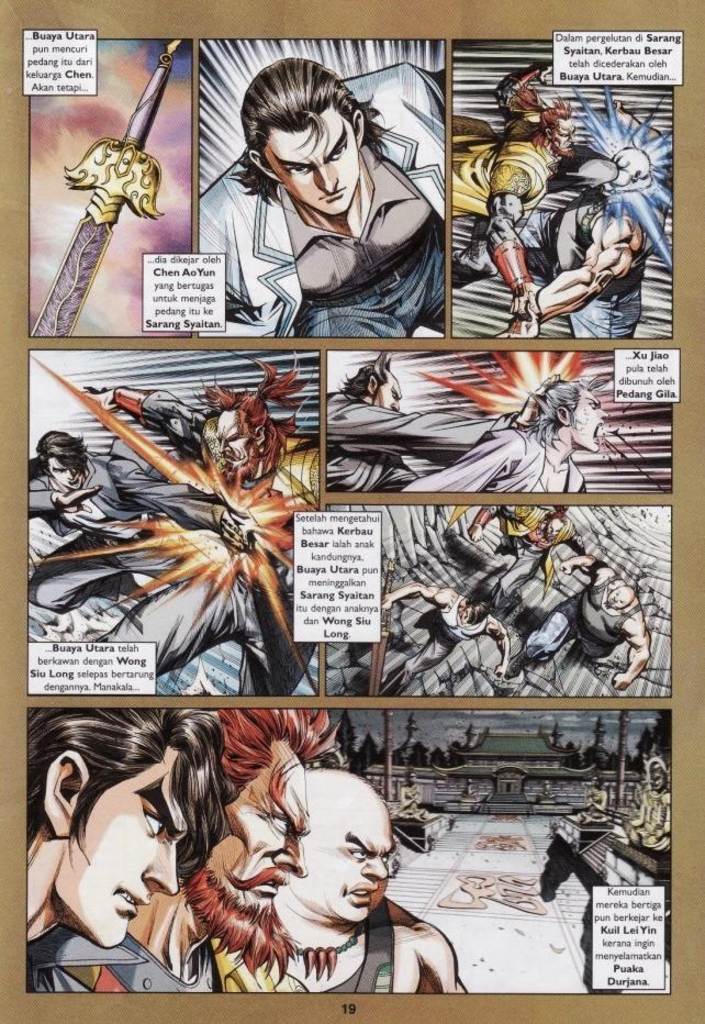 ...Buaya Utara
pun mencuri
pedang itu dari
keluarga Chen.
Akan tetapi...
...dia dikejar oleh
Chen AoYun
yang bertugas
untuk menjaga
pedang itu ke
Sarang Syaitan.
Dalam pergelutan di Sarang
Syaitan, Kerbau Besar
telah dicederakan oleh
Buaya Utara. Kemudian...
...Buaya Utara telah
berkawan dengan Wong
Siu Long selepas bertarung
dengannya. Manakala...
...Xu Jiao
pula telah
dibunuh oleh
Pedang Gila.
Setelah mengetahui
bahawa Kerbau
Besar ialah anak
kandungnya,
Buaya Utara pun
meninggalkan
Sarang Syaitan
itu dengan anaknya
dan Wong Siu
Long.
Kemudian
mereka bertiga
pun berkejar ke
Kuil Lei Yin
kerana ingin
menyelamatkan
Puaka
Durjana.
19